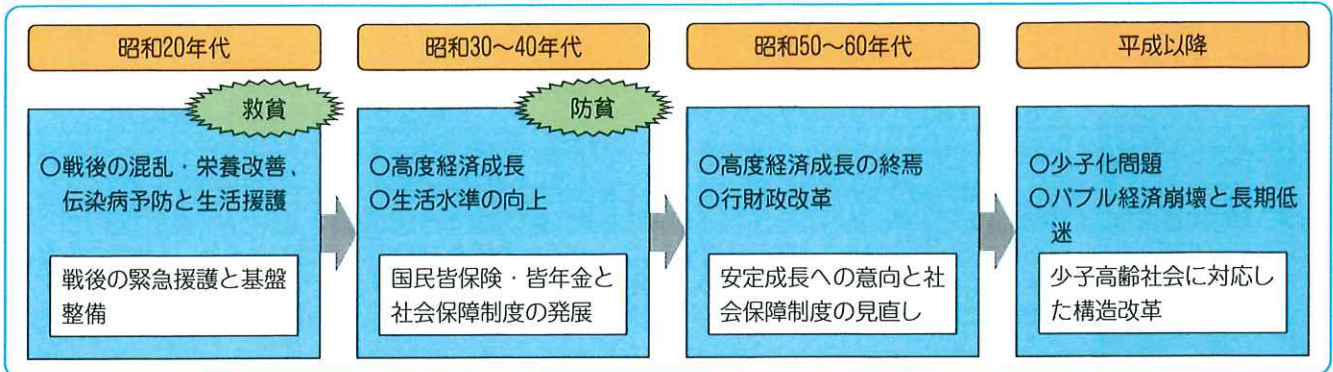 昭和20年代
昭和30〜40年代
昭和50〜60年代
平成以降
救貧
○戦後の混乱・栄養改善、
伝染病予防と生活援護
戦後の緊急援護と基盤
整備
防貧
○高度経済成長
○生活水準の向上
国民皆保険・皆年金と
社会保障制度の発展
○高度経済成長の終焉
○行財政改革
安定成長への意向と社
会保障制度の見直し
○少子化問題
○バブル経済崩壊と長期低
迷
少子高齢社会に対応し
た構造改革